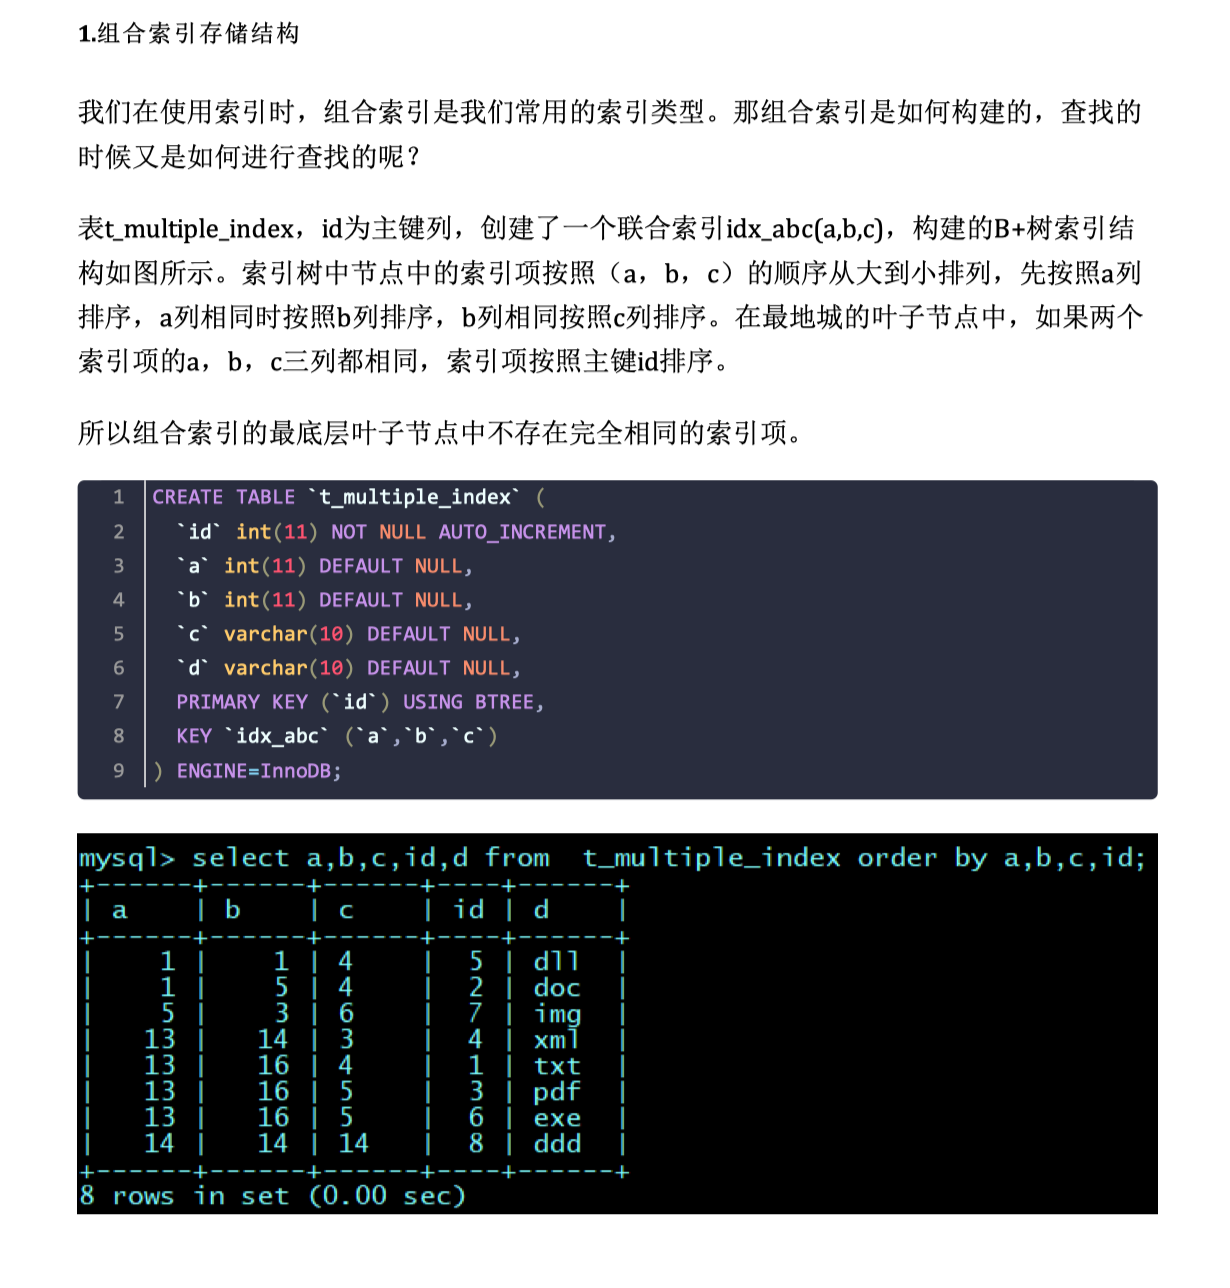 1.组合索引存储结构
我们在使用索引时，组合索引是我们常用的索引类型。那组合索引是如何构建的，查找的
时候又是如何进行查找的呢？
表t_multiple_index，id为主键列，创建了一个联合索引idx_abc(a,b,c)，构建的B+树索引结
构如图所示。索引树中节点中的索引项按照（a，b，c）的顺序从大到小排列，先按照a列
排序，a列相同时按照b列排序，b列相同按照c列排序。在最地城的叶子节点中，如果两个
索引项的a，b，c三列都相同，索引项按照主键id排序。
所以组合索引的最底层叶子节点中不存在完全相同的索引项。
1 CREATE TABLE `t_multiple_index` (
2 `id` int(11) NOT NULL AUTO_INCREMENT,
3 `a` int(11) DEFAULT NULL,
4 `b` int(11) DEFAULT NULL,
5 `c` varchar(10) DEFAULT NULL,
6 `d` varchar(10) DEFAULT NULL,
7 PRIMARY KEY (`id`) USING BTREE,
8 KEY `idx_abc` (`a`,`b`,`c`)
9 ) ENGINE=InnoDB;
mysql> select a,b,c,id,d from  t_multiple_index order by a,b,c,id;
+------+------+------+----+------+
| a    | b    | c    | id | d    |
+------+------+------+----+------+
|    1 |    1 | 4    |  5 | dll  |
|    1 |    5 | 4    |  2 | doc  |
|    5 |    3 | 6    |  7 | img  |
|   13 |   14 | 3    |  4 | xml  |
|   13 |   16 | 4    |  1 | txt  |
|   13 |   16 | 5    |  3 | pdf  |
|   13 |   16 | 5    |  6 | exe  |
|   14 |   14 | 14   |  8 | ddd  |
+------+------+------+----+------+
8 rows in set (0.00 sec)